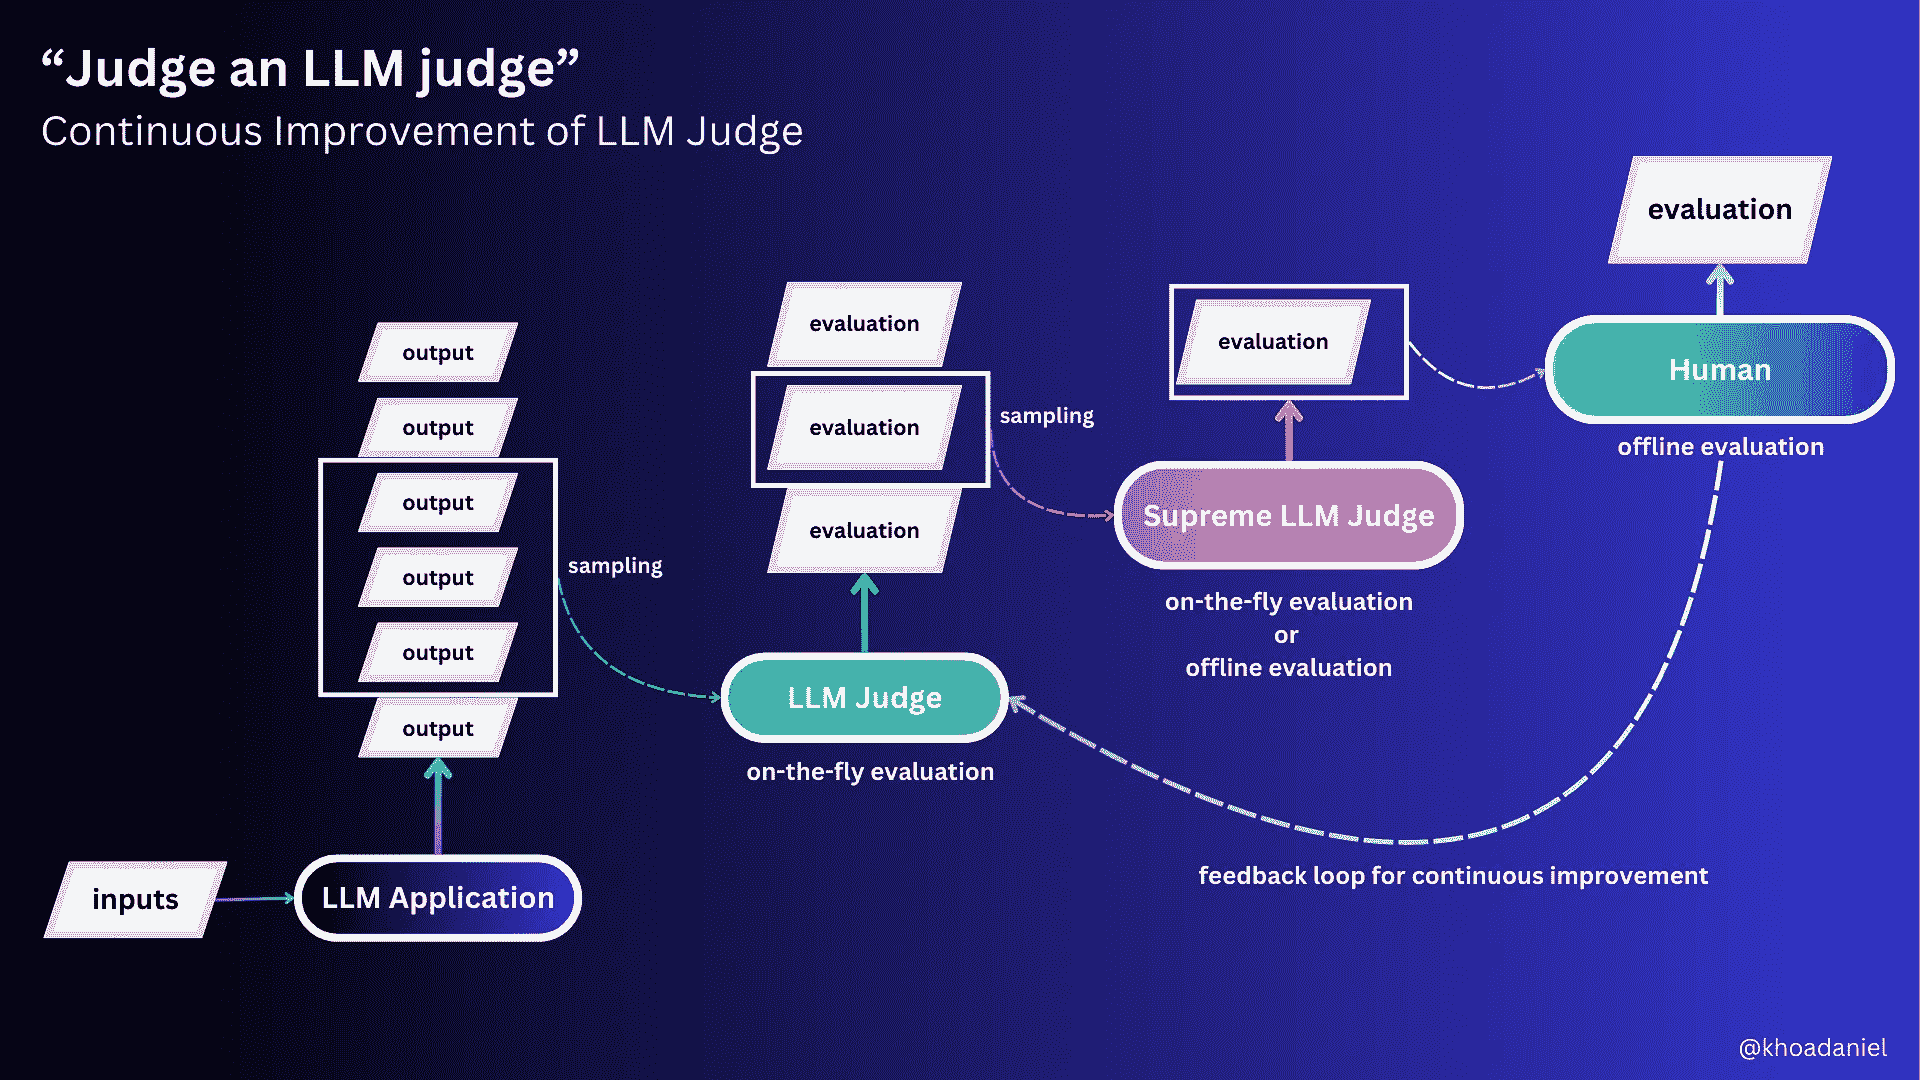 “Judge an LLM judge”
Continuous Improvement of LLM Judge
inputs
LLM Application
output
output
output
output
output
output
sampling
LLM Judge
on-the-fly evaluation
evaluation
evaluation
evaluation
sampling
Supreme LLM Judge
on-the-fly evaluation
or
offline evaluation
evaluation
Human
offline evaluation
evaluation
feedback loop for continuous improvement
@khoadaniel